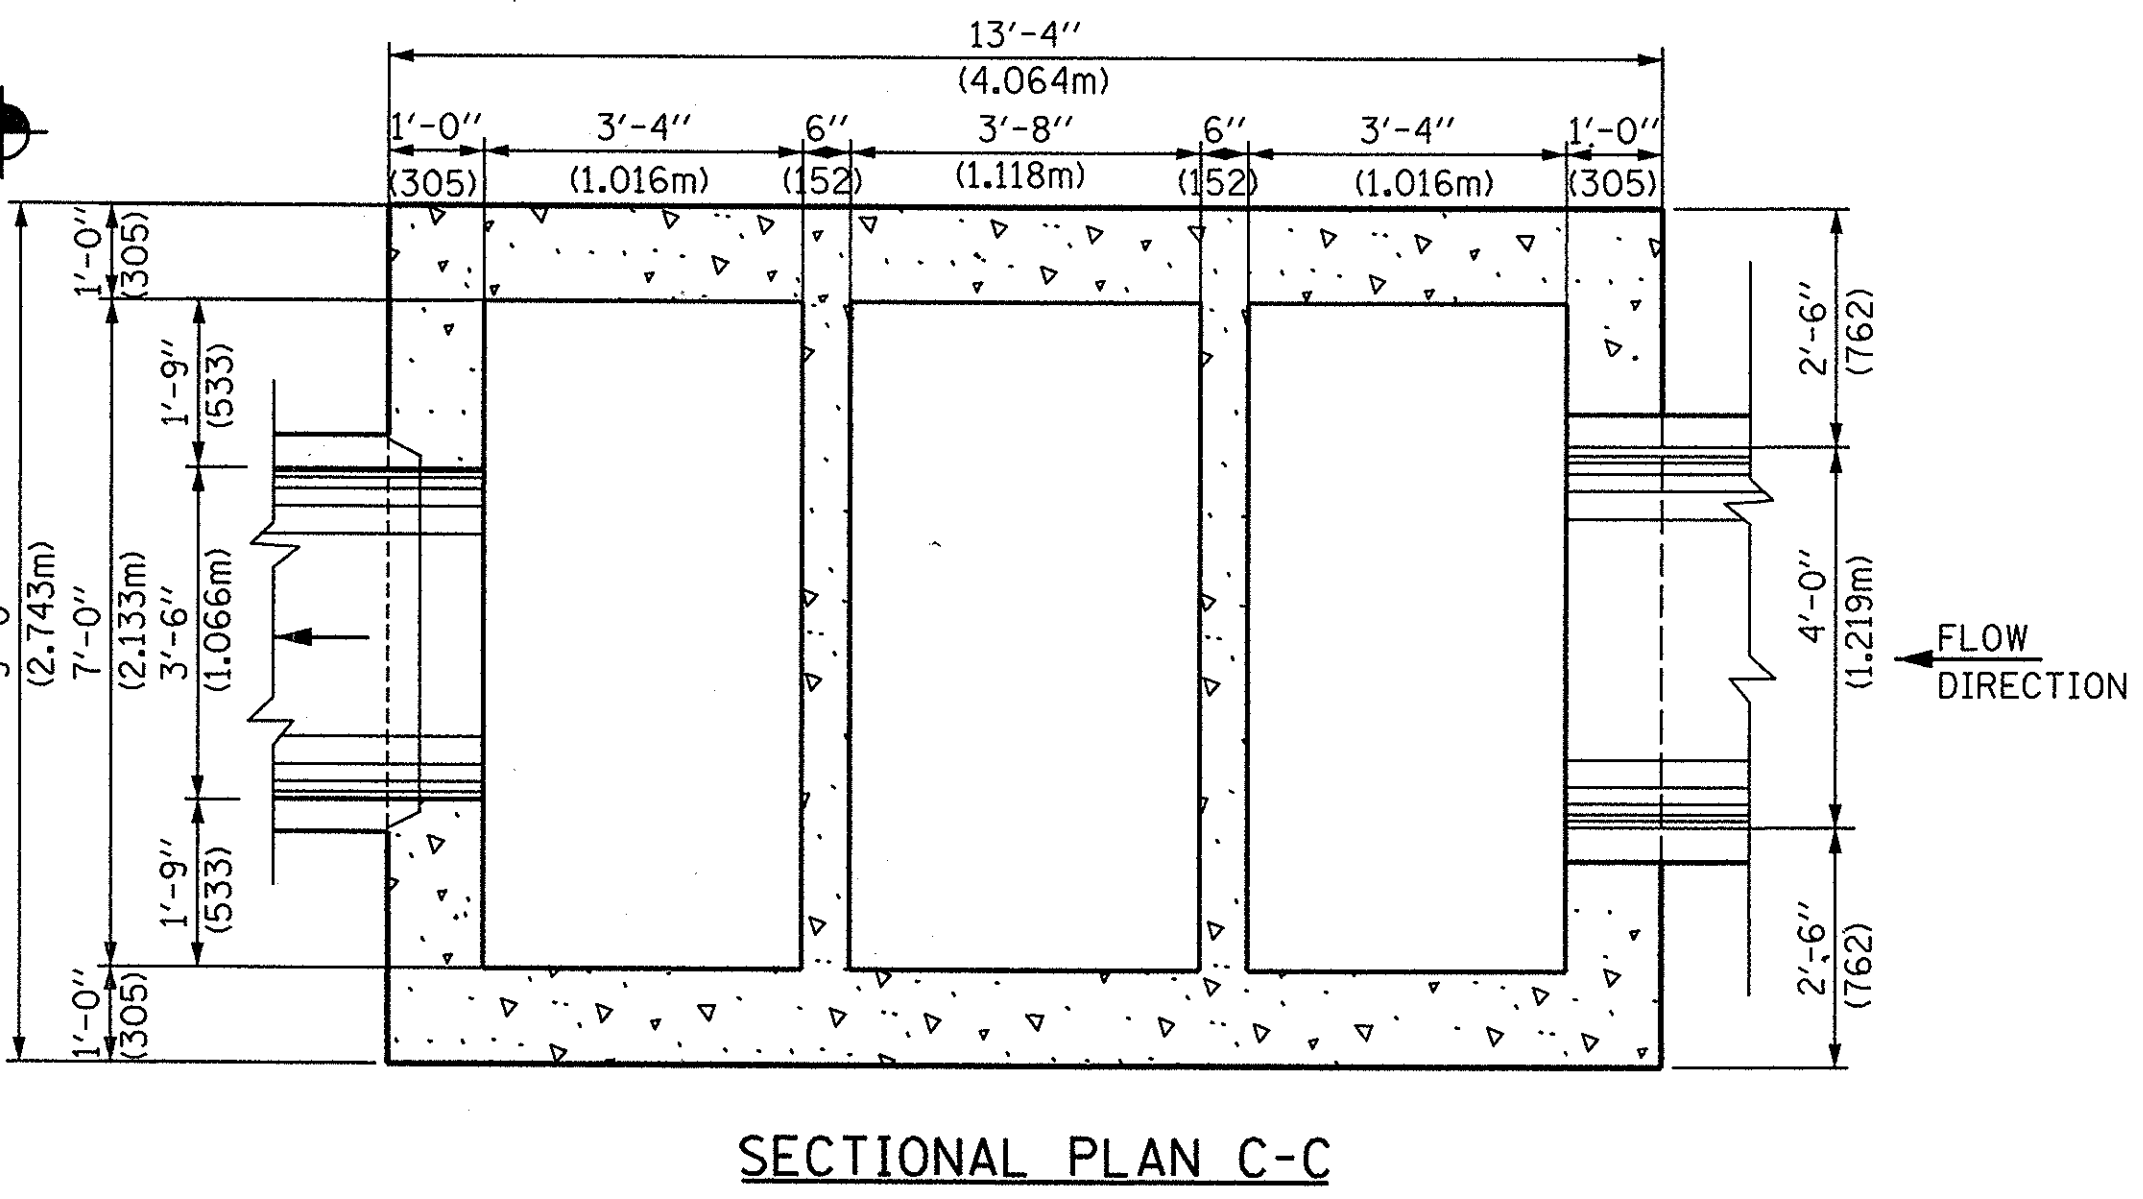 13'-4"
(4.064m)
1'-0" 3'-4" 6" 3'-8" 6" 3'-4" 1'-0"
(305) (1.016m) (152) (1.118m) (152) (1.016m) (305)
(2.743m)
1'-0"
(305)
7'-0"
(2.133m)
1'-0"
(305)
1'-9"
(533)
3'-6"
(1.066m)
1'-9"
(533)
2'-6"
(762)
4'-0"
(1.219m)
2'-6"
(762)
FLOW
DIRECTION
SECTIONAL PLAN C-C